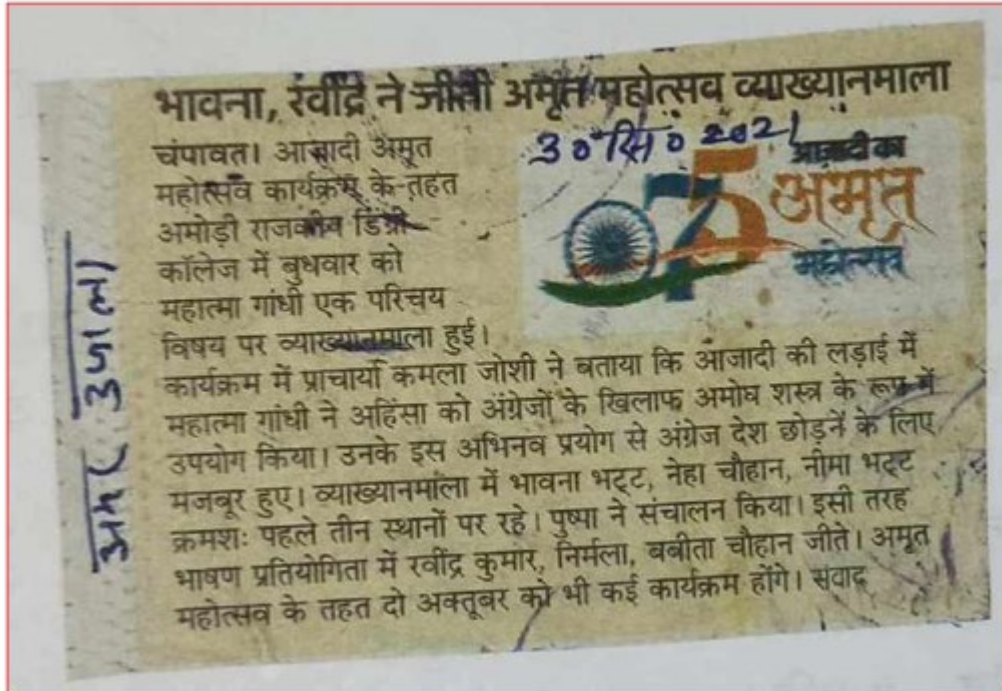 भावना, रवींद्र ने जीती अमृत महोत्सव व्याख्यानमाला
30 सि0 2021
चंपावत। आजादी अमृत
महोत्सव कार्यक्रम के तहत
अमोड़ी राजकीय डिग्री
कॉलेज में बुधवार को
महात्मा गांधी एक परिचय
विषय पर व्याख्यानमाला हुई।
75
आज़ादी का
अमृत
महोत्सव
कार्यक्रम में प्राचार्या कमला जोशी ने बताया कि आजादी की लड़ाई में
महात्मा गांधी ने अहिंसा को अंग्रेजों के खिलाफ अमोघ शस्त्र के रूप में
उपयोग किया। उनके इस अभिनव प्रयोग से अंग्रेज देश छोड़ने के लिए
मजबूर हुए। व्याख्यानमाला में भावना भट्ट, नेहा चौहान, नीमा भट्ट
क्रमशः पहले तीन स्थानों पर रहे। पुष्पा ने संचालन किया। इसी तरह
भाषण प्रतियोगिता में रवींद्र कुमार, निर्मला, बबीता चौहान जीते। अमृत
महोत्सव के तहत दो अक्तूबर को भी कई कार्यक्रम होंगे। संवाद
अमर उजाला